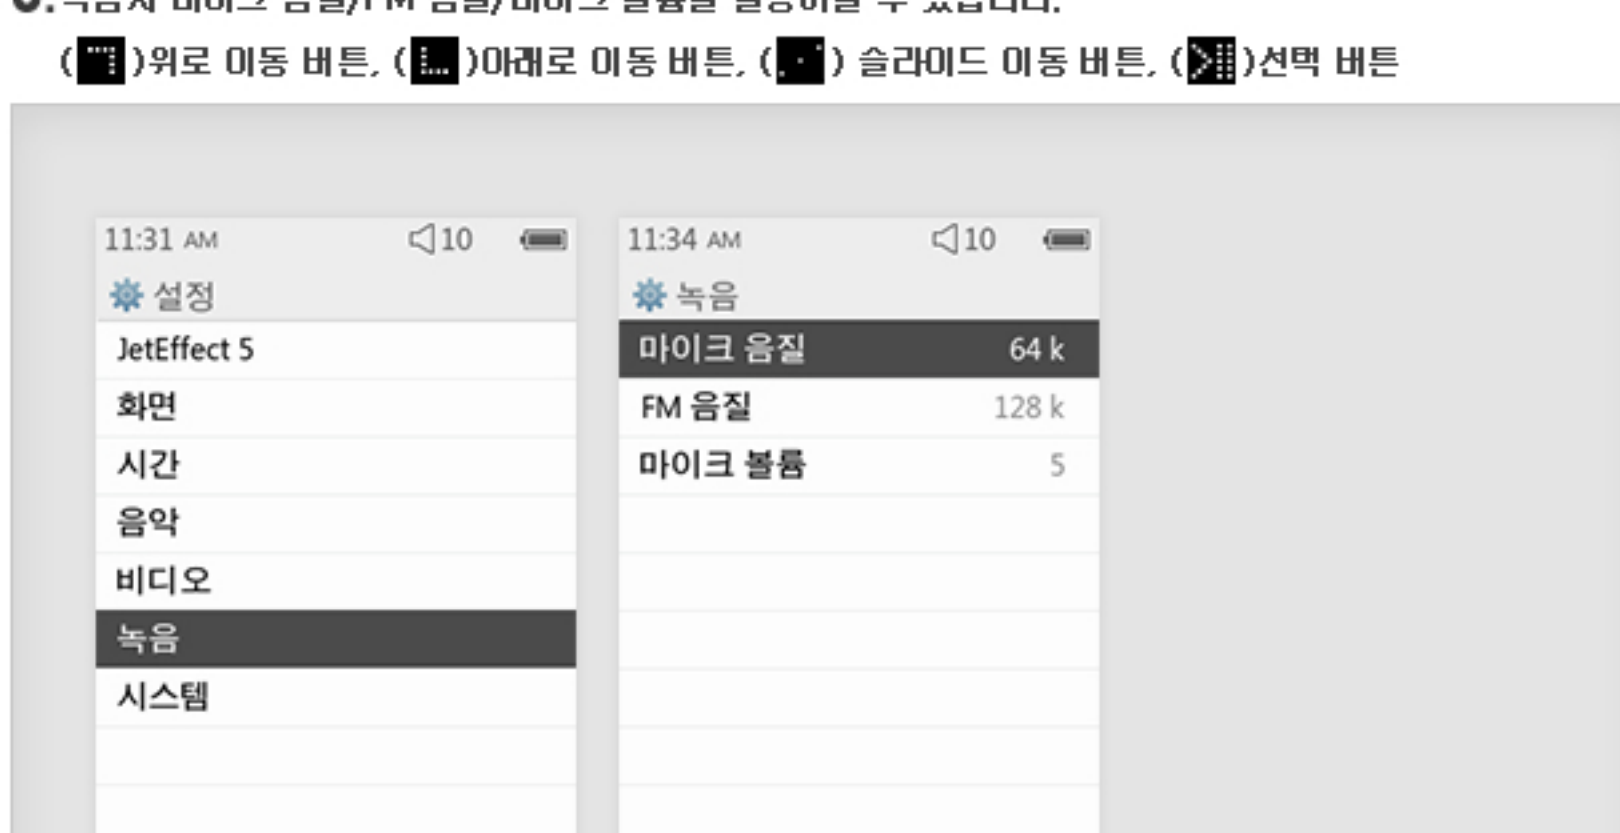 ( )위로 이동 버튼, ( )아래로 이동 버튼, ( ) 슬라이드 이동 버튼, ( )선택 버튼
11:31 AM 10
설정
JetEffect 5
화면
시간
음악
비디오
녹음
시스템
11:34 AM 10
녹음
마이크 음질 64 k
FM 음질 128 k
마이크 볼륨 5